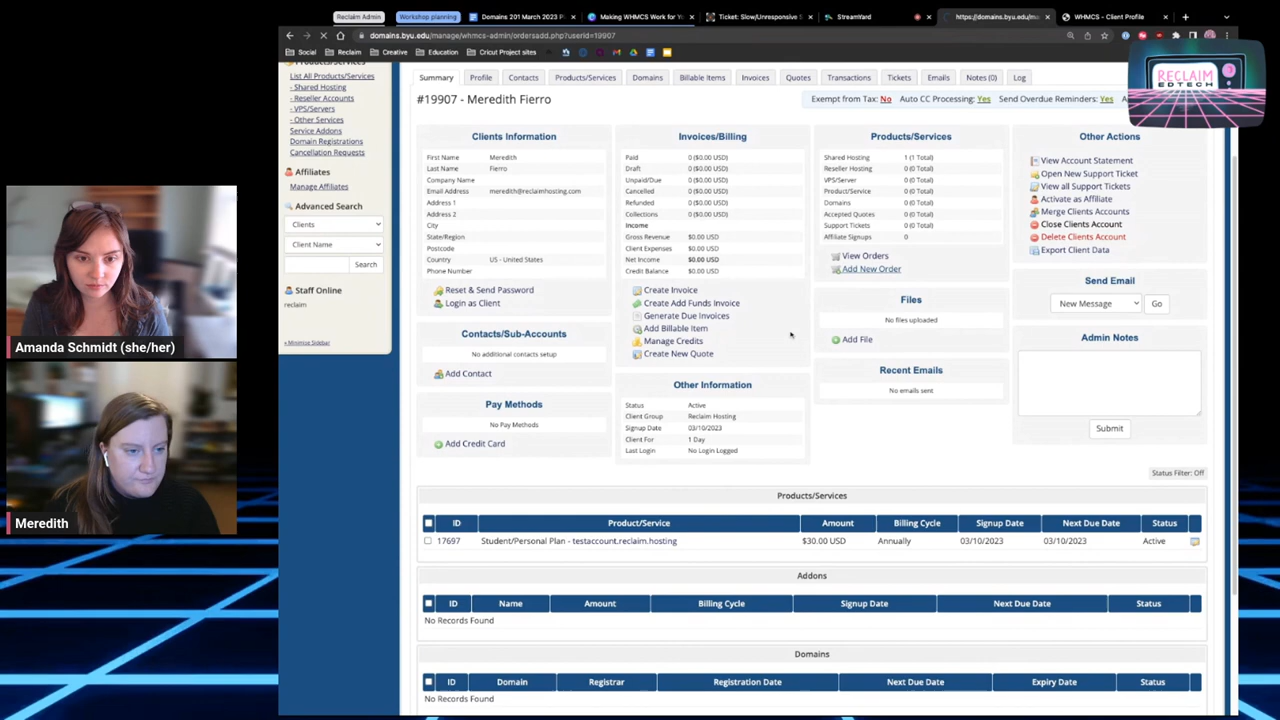 Reclaim Admin
Workshop planning
Domains 201 March 2023 P
Making WHMCS Work for Y
Ticket: Slow/Unresponsive S
StreamYard
https://domains.byu.edu/m
WHMCS - Client Profile
domains.byu.edu/manage/whmcs-admin/ordersadd.php?userid=19907
Social
Reclaim
Creative
Education
Cricut Project sites
Products/Services
List All Products/Services
- Shared Hosting
- Reseller Accounts
- VPS/Servers
- Other Services
Service Addons
Domain Registrations
Cancellation Requests
Affiliates
Manage Affiliates
Advanced Search
Clients
Client Name
Search
Staff Online
reclaim
« Minimise Sidebar
Summary
Profile
Contacts
Products/Services
Domains
Billable Items
Invoices
Quotes
Transactions
Tickets
Emails
Notes (0)
Log
#19907 - Meredith Fierro
Exempt from Tax: No
Auto CC Processing: Yes
Send Overdue Reminders: Yes
RECLAIM
EDTECH
Clients Information
First Name Meredith
Last Name Fierro
Company Name
Email Address meredith@reclaimhosting.com
Address 1
Address 2
City
State/Region
Postcode
Country US - United States
Phone Number
Reset & Send Password
Login as Client
Contacts/Sub-Accounts
No additional contacts setup
Add Contact
Pay Methods
No Pay Methods
Add Credit Card
Invoices/Billing
Paid 0 ($0.00 USD)
Draft 0 ($0.00 USD)
Unpaid/Due 0 ($0.00 USD)
Cancelled 0 ($0.00 USD)
Refunded 0 ($0.00 USD)
Collections 0 ($0.00 USD)
Income
Gross Revenue $0.00 USD
Client Expenses $0.00 USD
Net Income $0.00 USD
Credit Balance $0.00 USD
Create Invoice
Create Add Funds Invoice
Generate Due Invoices
Add Billable Item
Manage Credits
Create New Quote
Other Information
Status Active
Client Group Reclaim Hosting
Signup Date 03/10/2023
Client For 1 Day
Last Login No Login Logged
Products/Services
Shared Hosting 1 (1 Total)
Reseller Hosting 0 (0 Total)
VPS/Server 0 (0 Total)
Product/Service 0 (0 Total)
Domains 0 (0 Total)
Accepted Quotes 0 (0 Total)
Support Tickets 0 (0 Total)
Affiliate Signups 0
View Orders
Add New Order
Files
No files uploaded
Add File
Recent Emails
No emails sent
Other Actions
View Account Statement
Open New Support Ticket
View all Support Tickets
Activate as Affiliate
Merge Clients Accounts
Close Clients Account
Delete Clients Account
Export Client Data
Send Email
New Message
Go
Admin Notes
Submit
Status Filter: Off
Products/Services
ID Product/Service Amount Billing Cycle Signup Date Next Due Date Status
17697 Student/Personal Plan - testaccount.reclaim.hosting $30.00 USD Annually 03/10/2023 03/10/2023 Active
Addons
ID Name Amount Billing Cycle Signup Date Next Due Date Status
No Records Found
Domains
ID Domain Registrar Registration Date Next Due Date Expiry Date Status
No Records Found
Amanda Schmidt (she/her)
Meredith